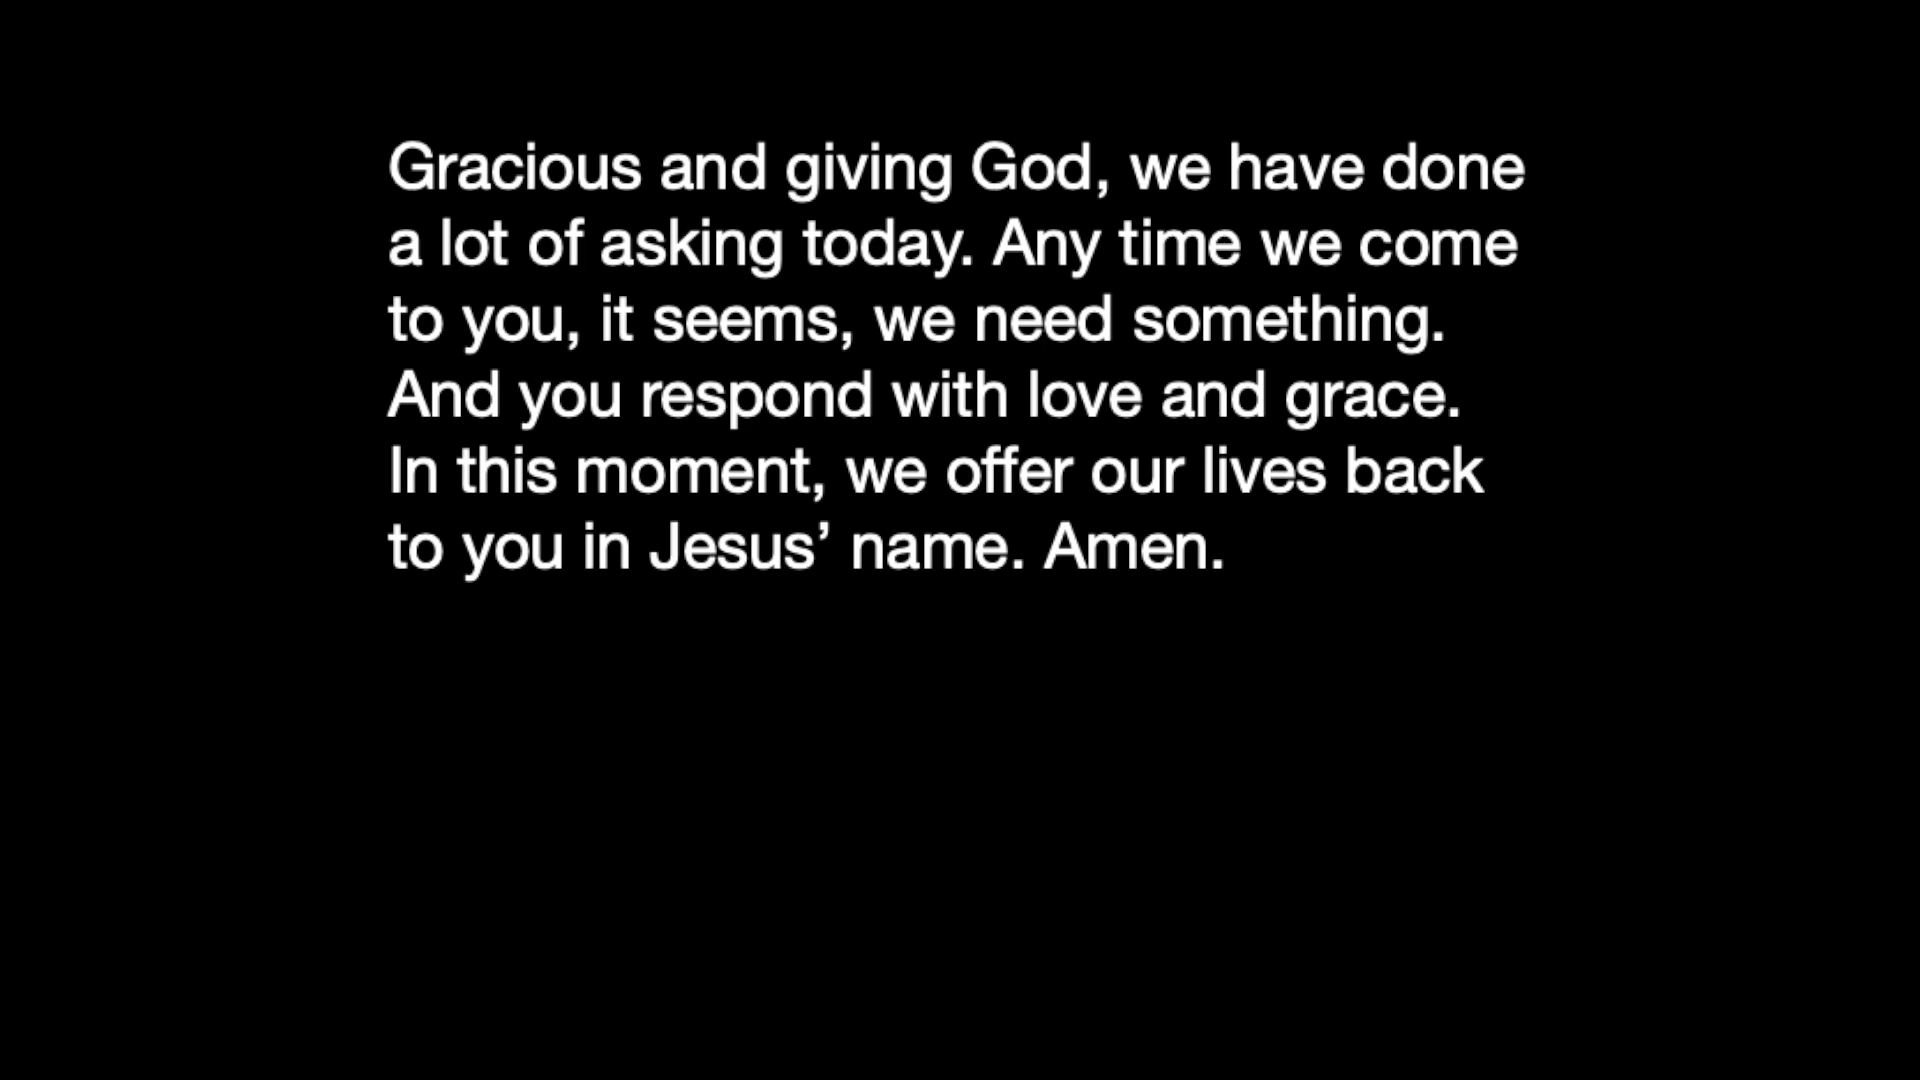 Gracious and giving God, we have done
a lot of asking today. Any time we come
to you, it seems, we need something.
And you respond with love and grace.
In this moment, we offer our lives back
to you in Jesus’ name. Amen.